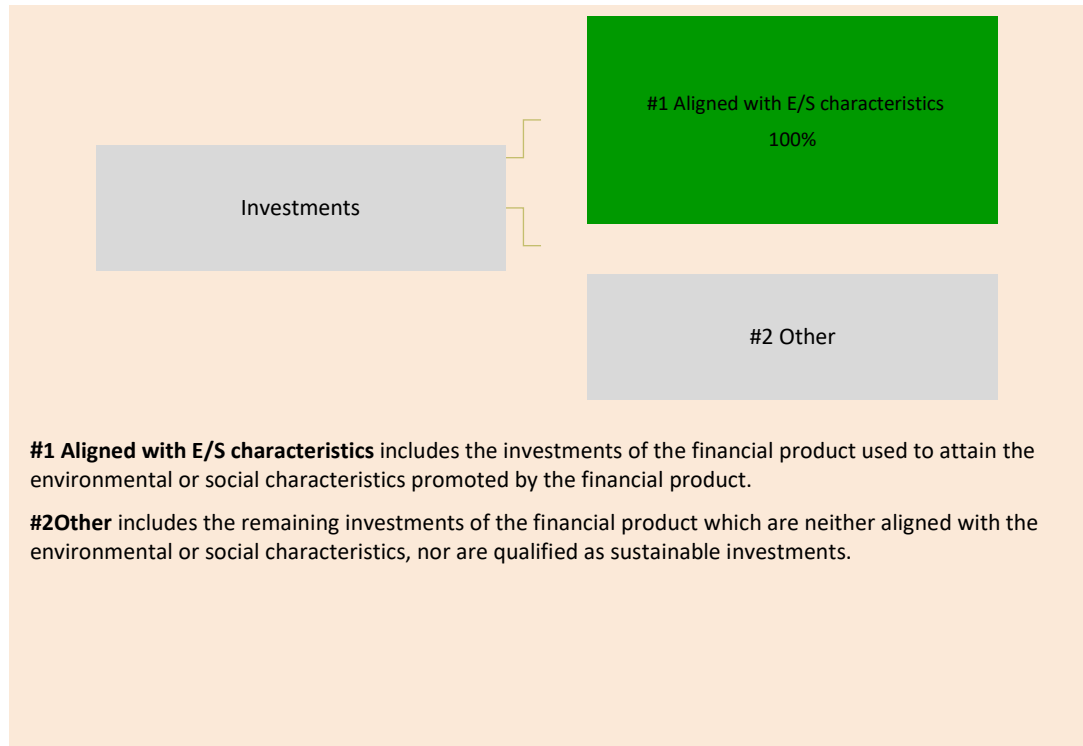 #1 Aligned with E/S characteristics
100%
Investments
#2 Other
#1 Aligned with E/S characteristics includes the investments of the financial product used to attain the
environmental or social characteristics promoted by the financial product.
#2Other includes the remaining investments of the financial product which are neither aligned with the
environmental or social characteristics, nor are qualified as sustainable investments.